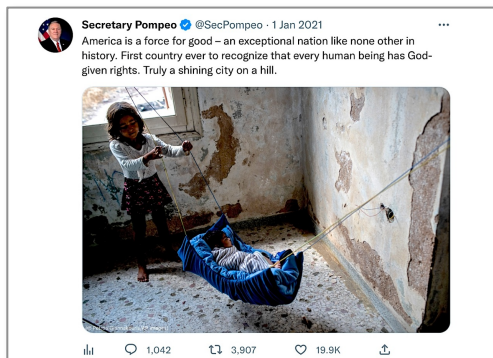 Secretary Pompeo @SecPompeo · 1 Jan 2021
America is a force for good – an exceptional nation like none other in
history. First country ever to recognize that every human being has God-
given rights. Truly a shining city on a hill.
1,042 3,907 19.9K